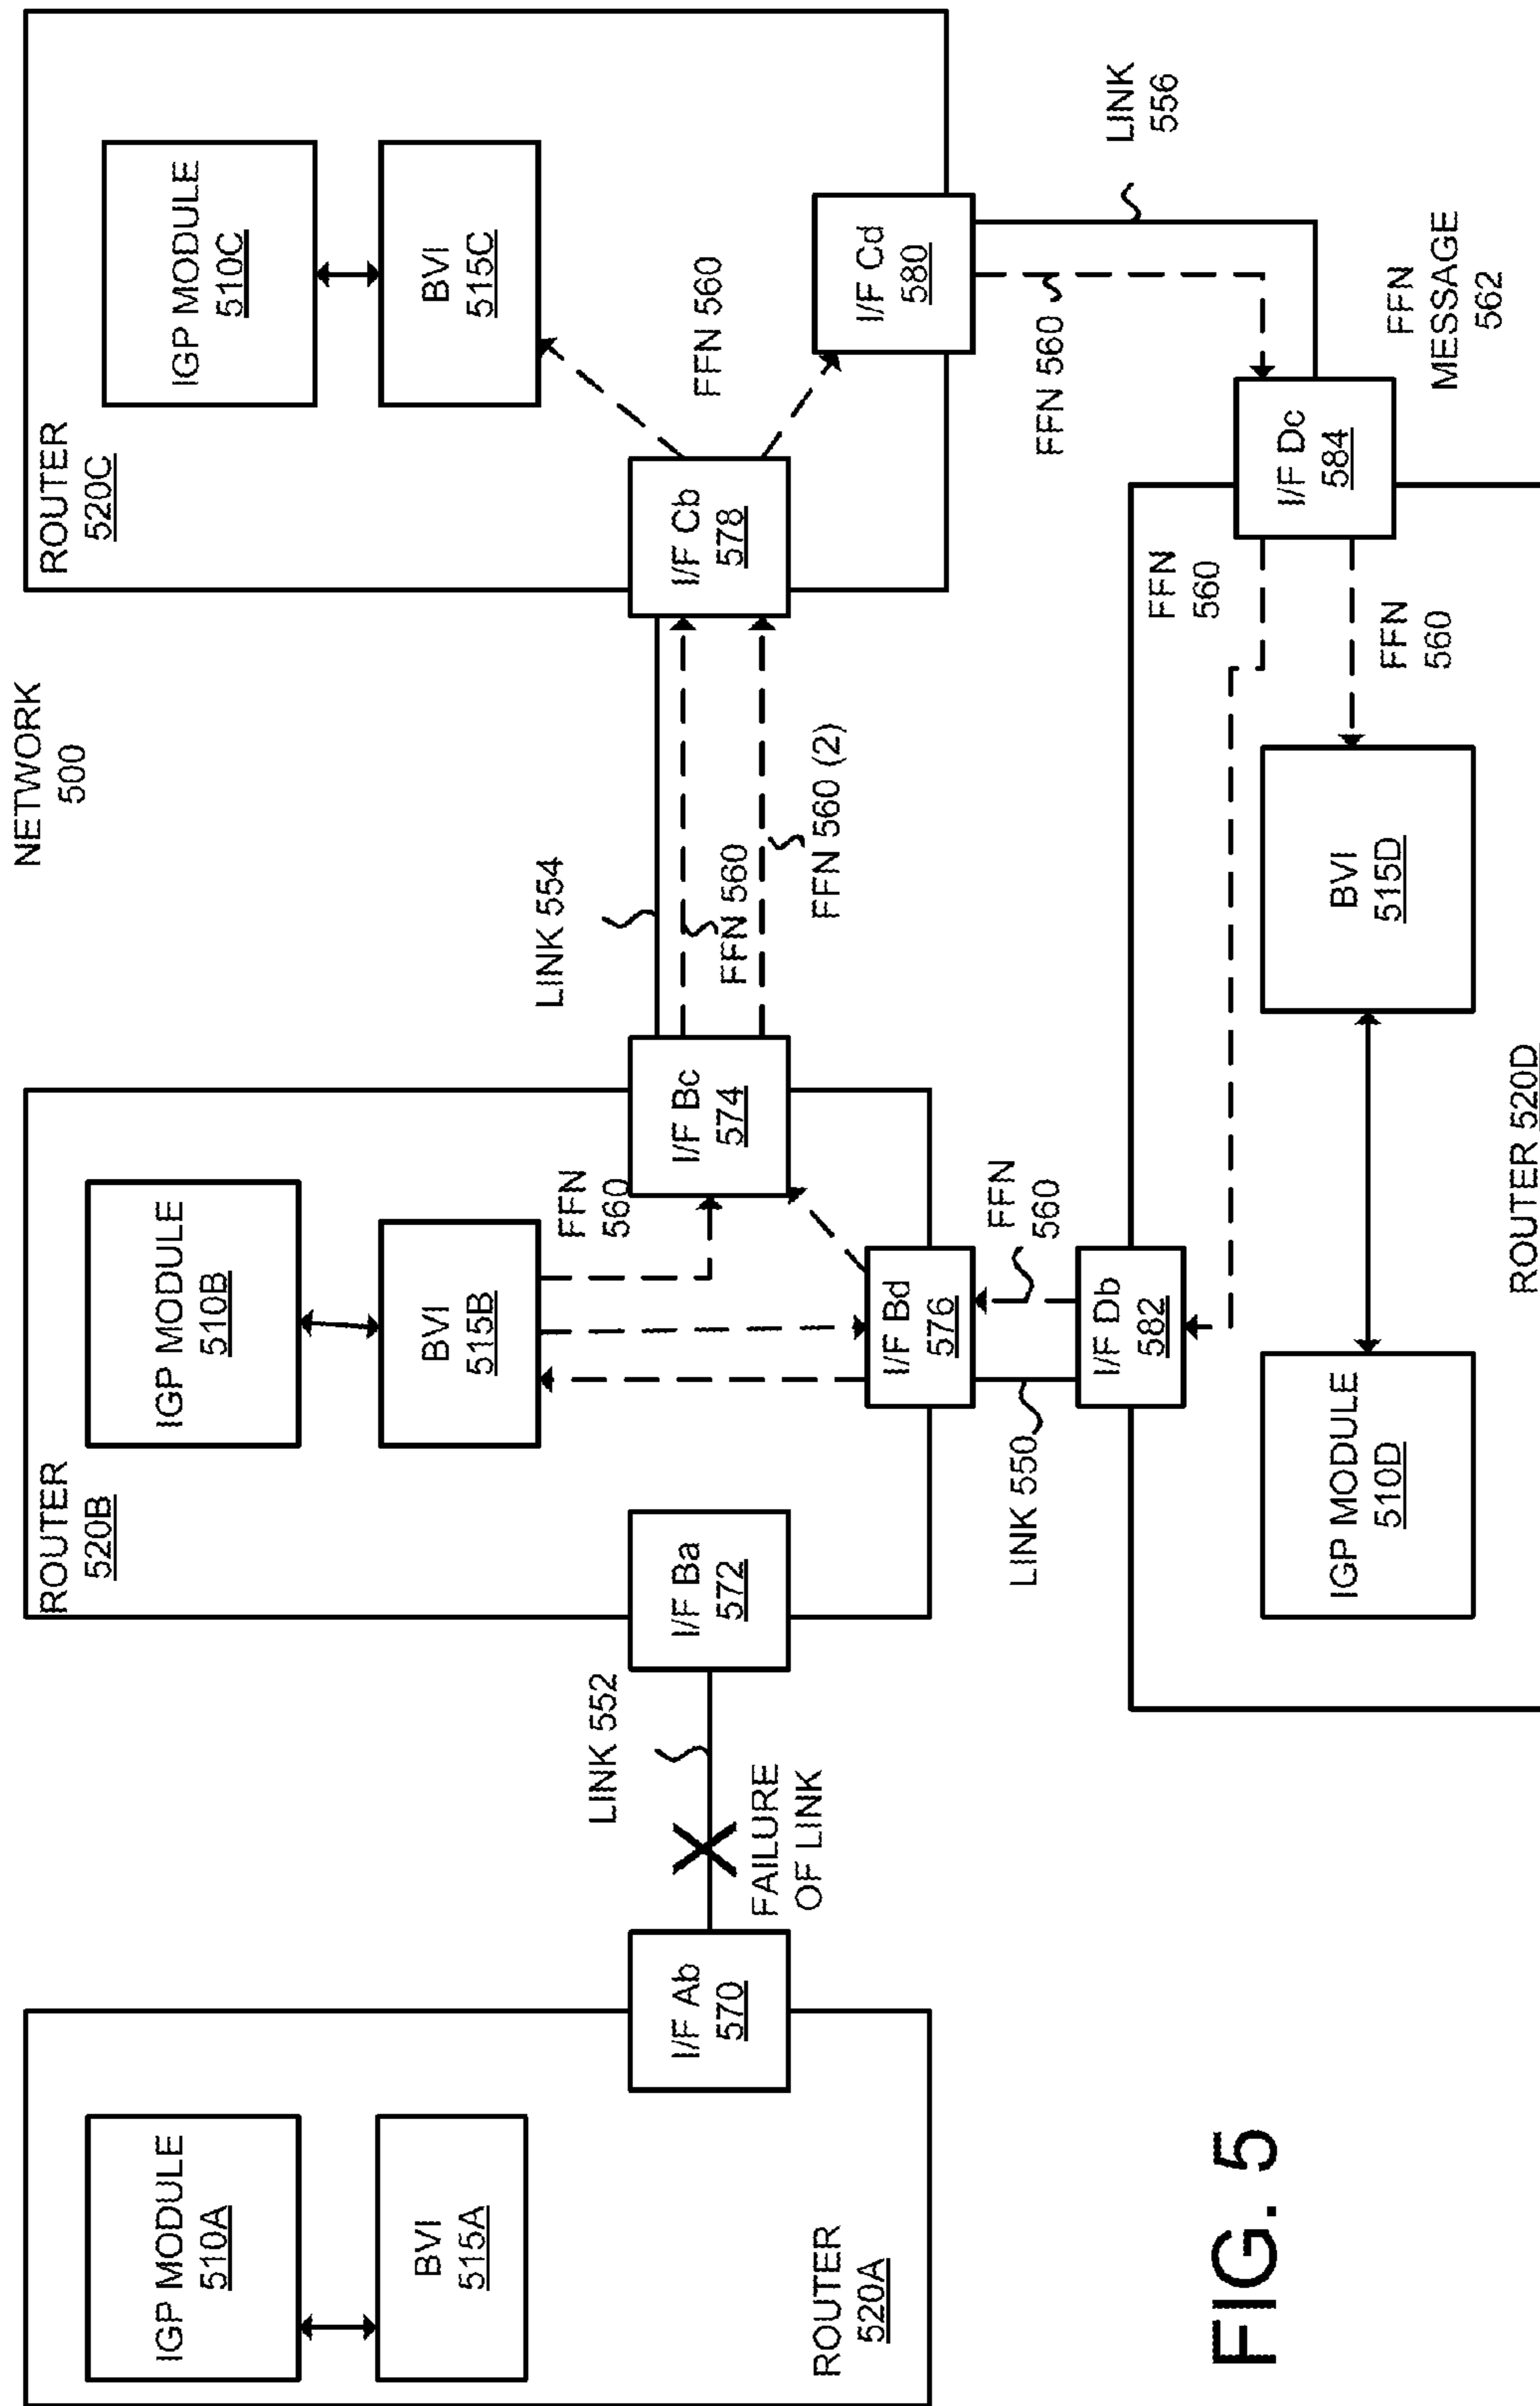 NETWORK
500
ROUTER
520A
IGP MODULE
510A
BVI
515A
I/F Ab
570
FAILURE
OF LINK
LINK 552
ROUTER
520B
IGP MODULE
510B
BVI
515B
I/F Ba
572
FFN
560
I/F Bc
574
I/F Bd
576
LINK 554
FFN 560
FFN 560 (2)
ROUTER
520C
IGP MODULE
510C
BVI
515C
I/F Cb
578
FFN 560
I/F Cd
580
LINK
556
FFN 560
FFN
MESSAGE
562
LINK 550
FFN
560
I/F Db
582
I/F Dc
584
FFN
560
FFN
560
IGP MODULE
510D
BVI
515D
ROUTER 520D
FIG. 5